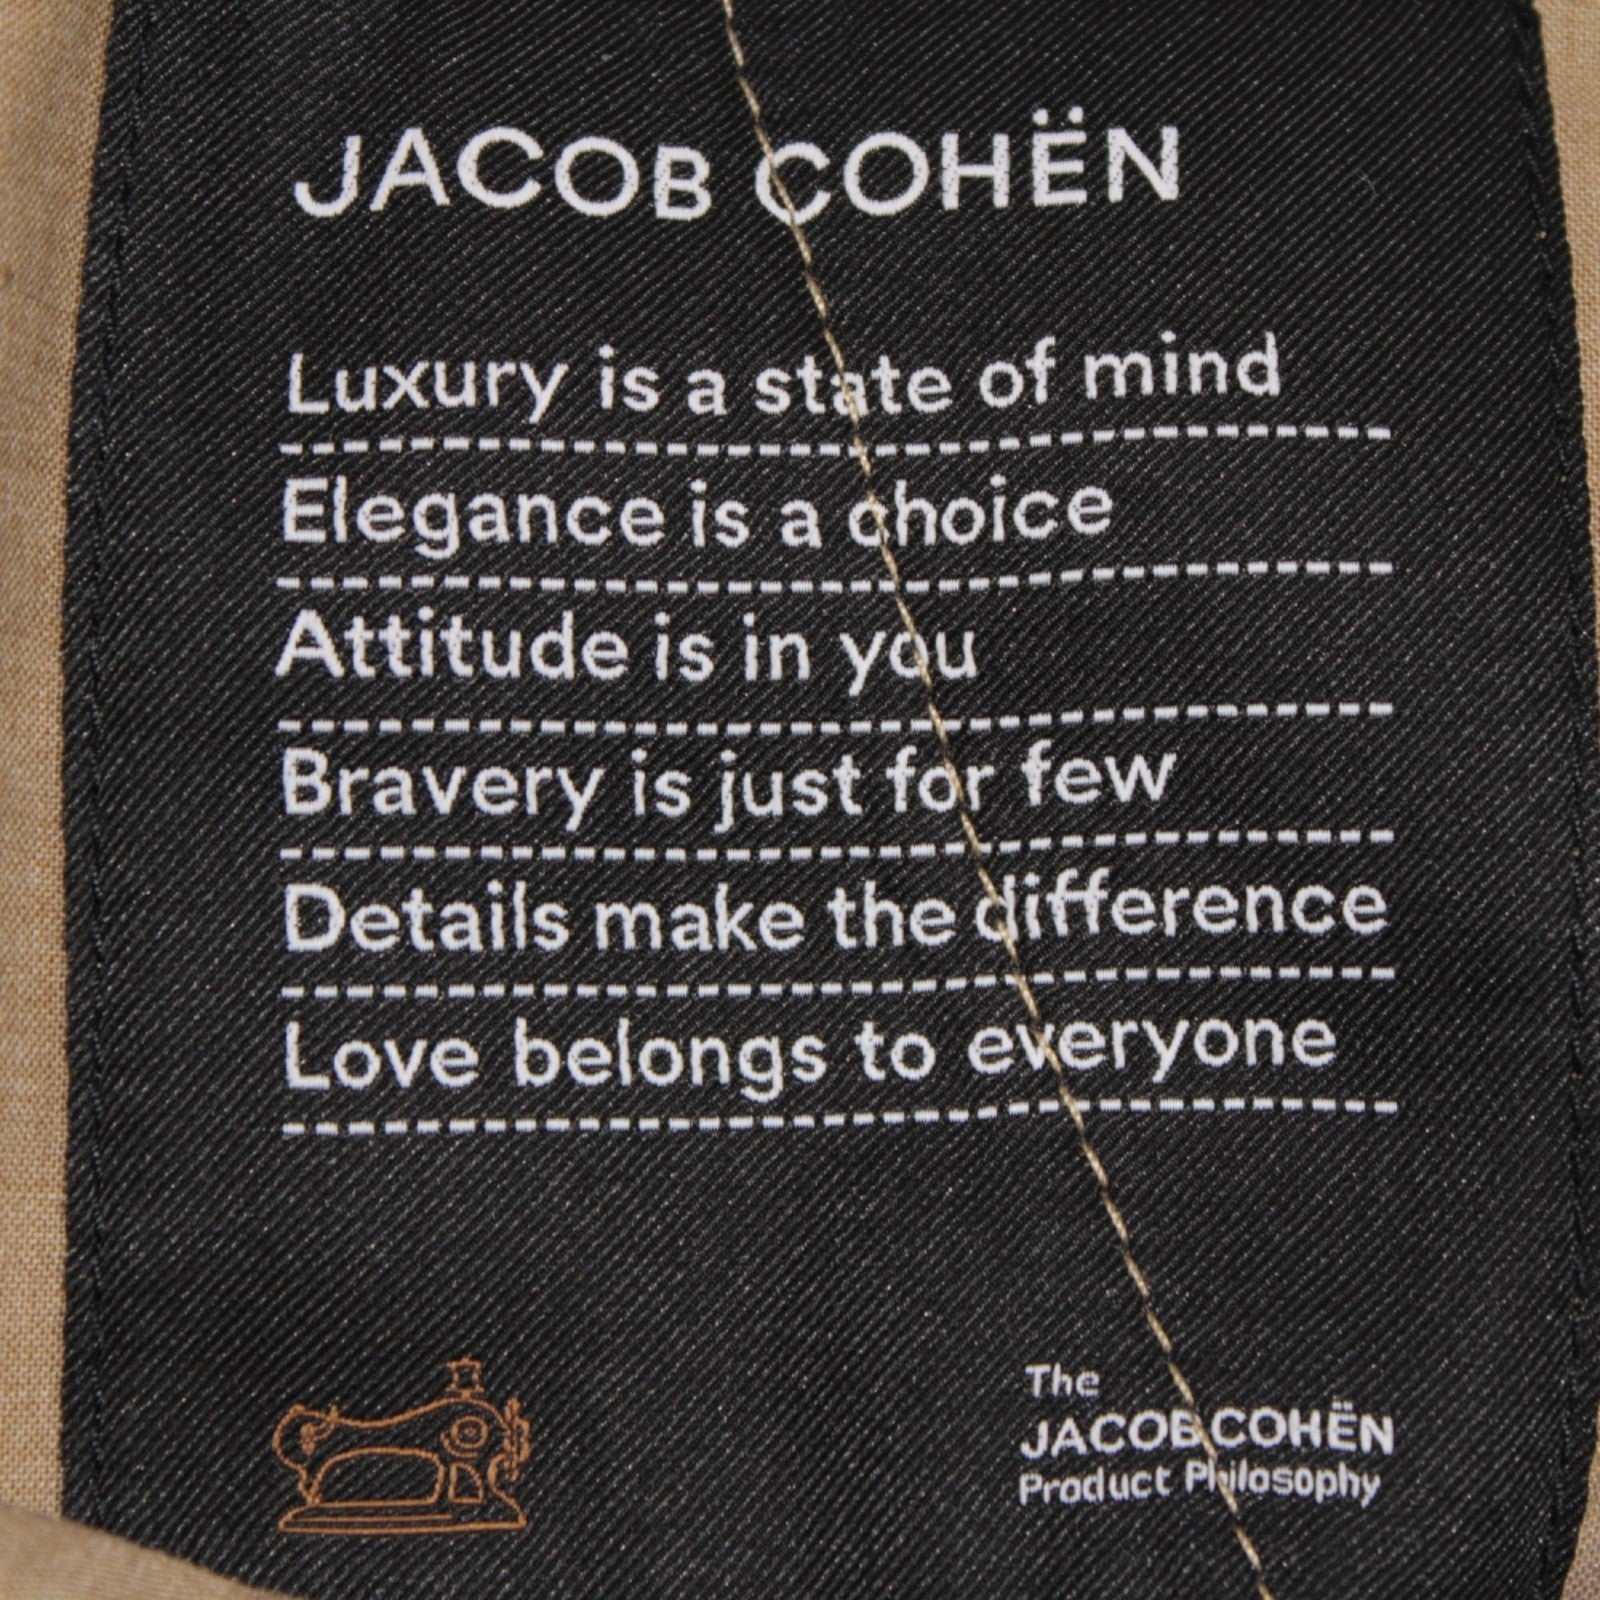 JACOB COHËN
Luxury is a state of mind
Elegance is a choice
Attitude is in you
Bravery is just for few
Details make the difference
Love belongs to everyone
The
JACOB COHËN
Product Philosophy